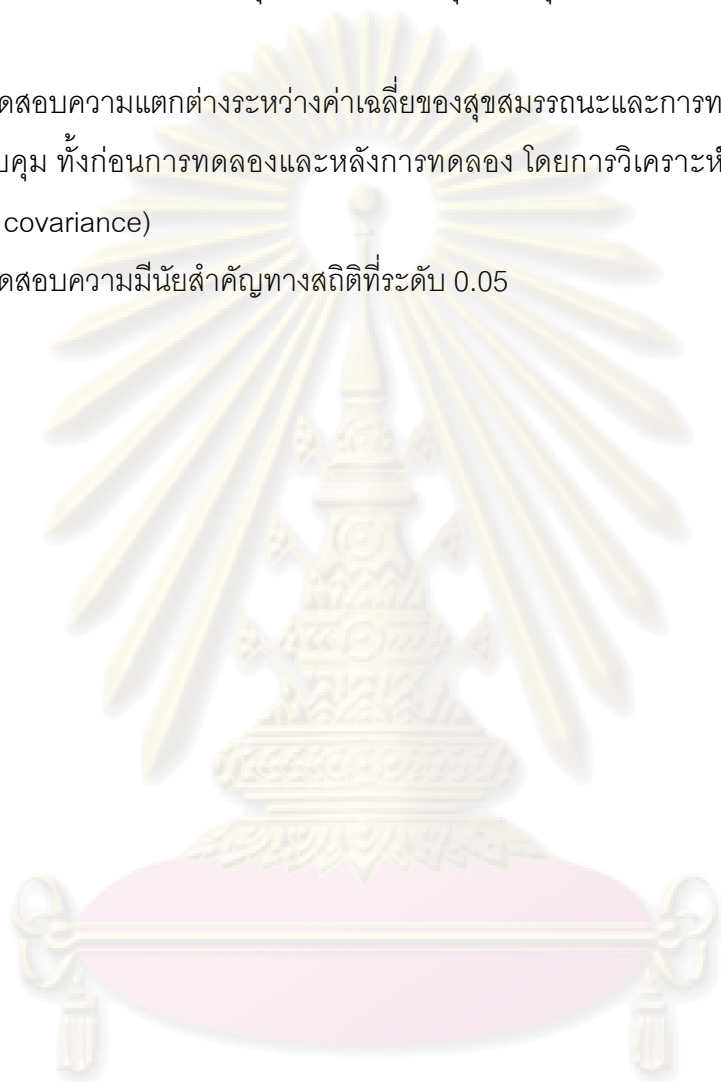 ดสอบความแตกต่างระหว่างค่าเฉลี่ยของสุขสมรรถนะและการท
บคุม ทั้งก่อนการทดลองและหลังการทดลอง โดยการวิเคราะห์
covariance)
ดสอบความมีนัยสำคัญทางสถิติที่ระดับ 0.05